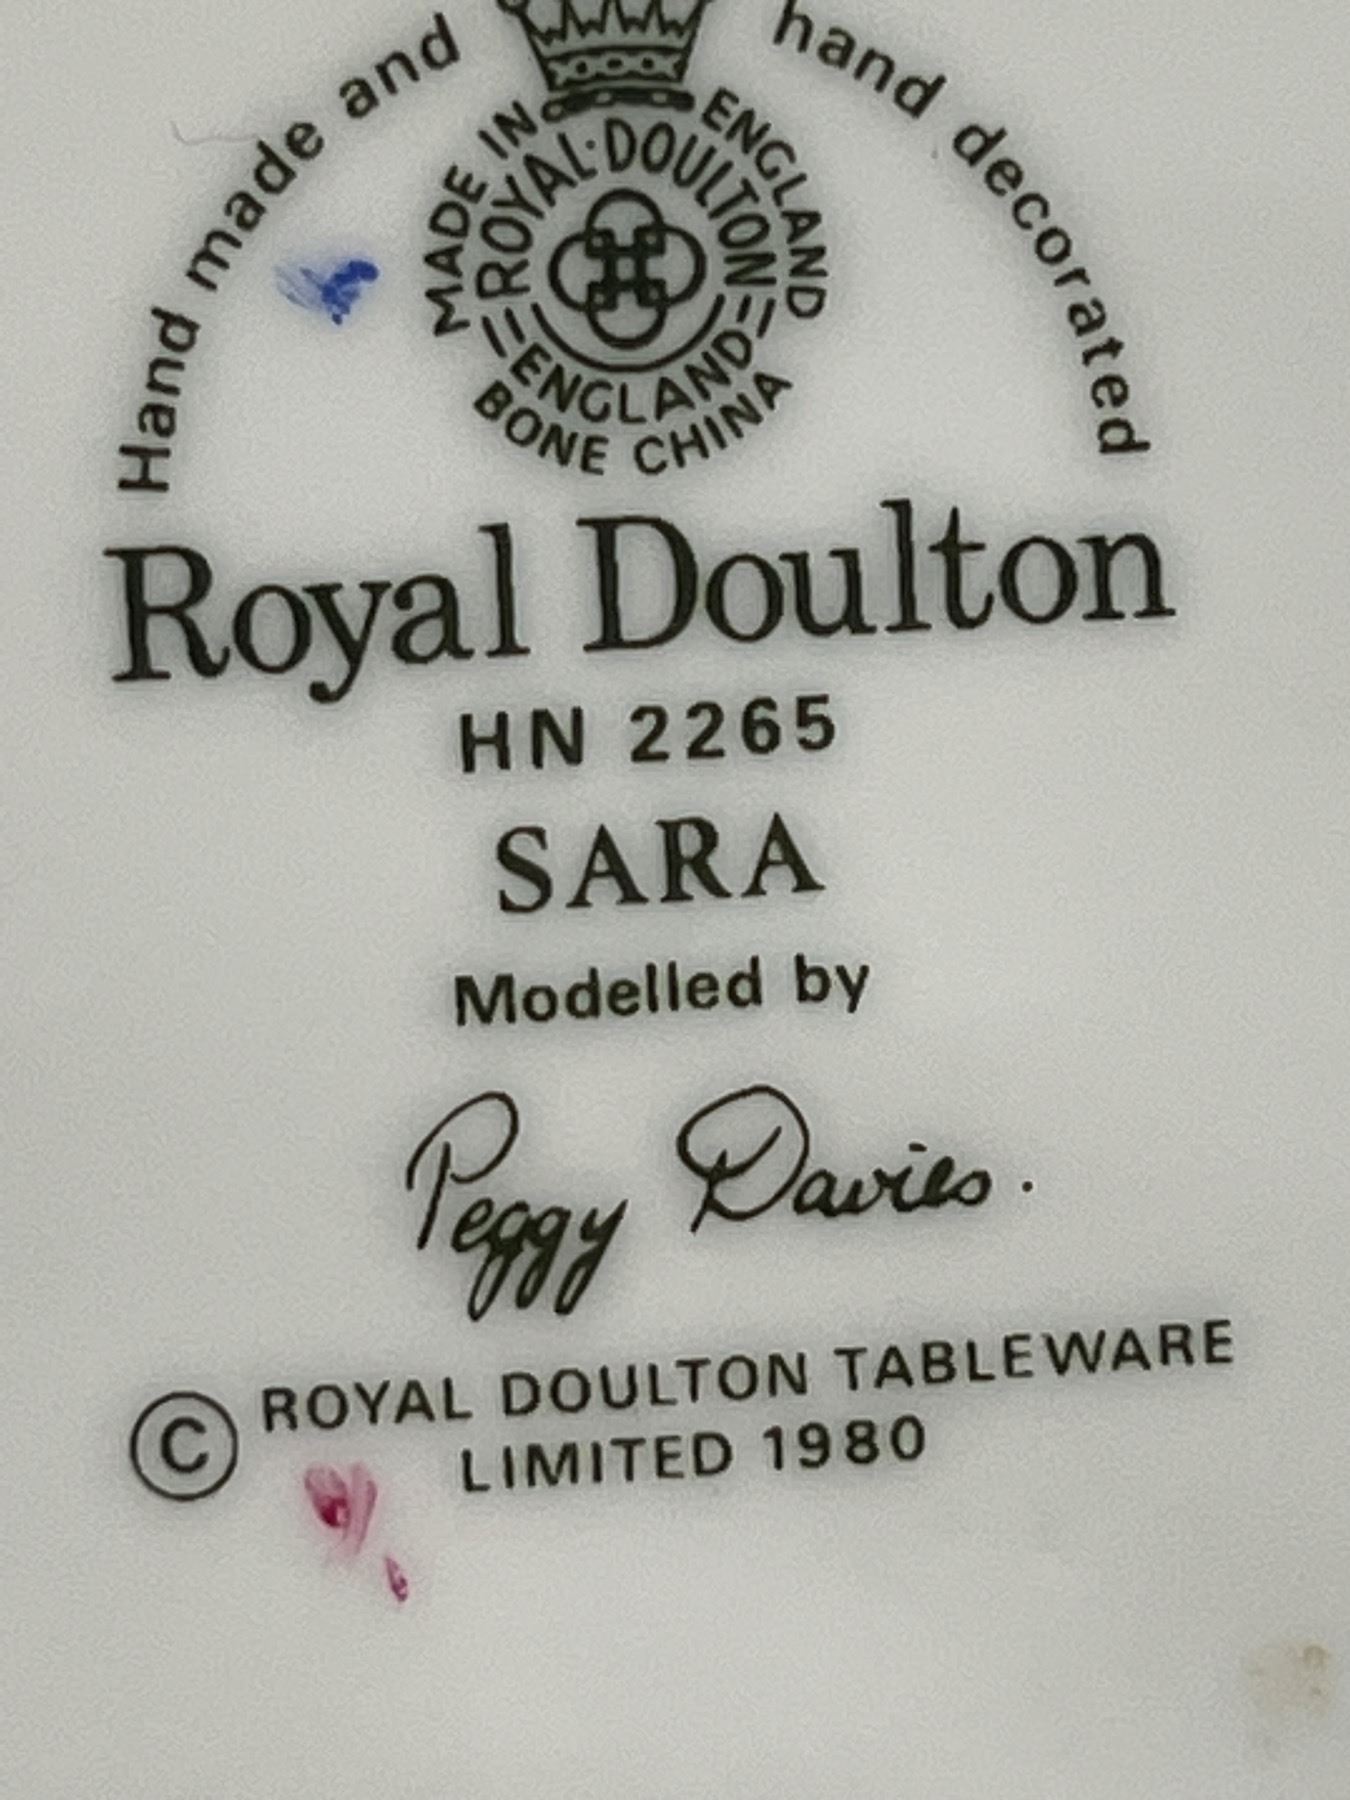 Hand made and hand decorated
MADE IN ENGLAND
ROYAL·DOULTON
ENGLAND
BONE CHINA
Royal Doulton
HN 2265
SARA
Modelled by
Peggy Davies.
© ROYAL DOULTON TABLEWARE
LIMITED 1980